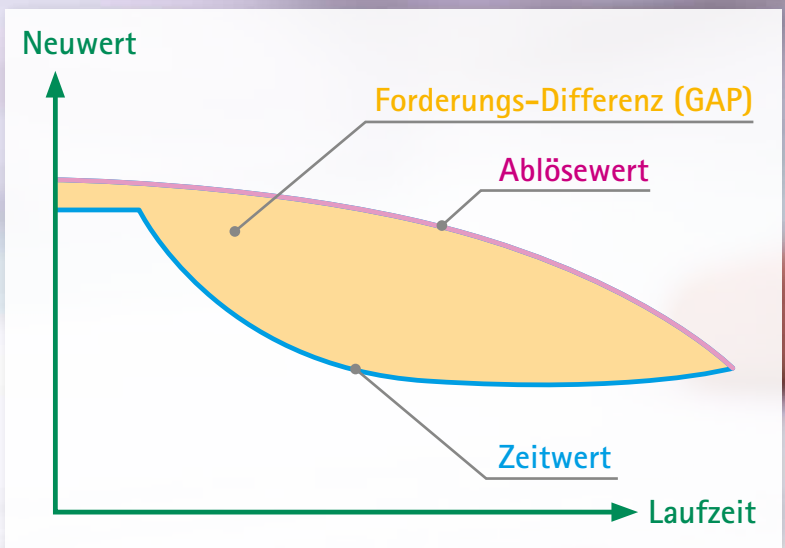 Neuwert
Forderungs-Differenz (GAP)
Ablösewert
Zeitwert
Laufzeit